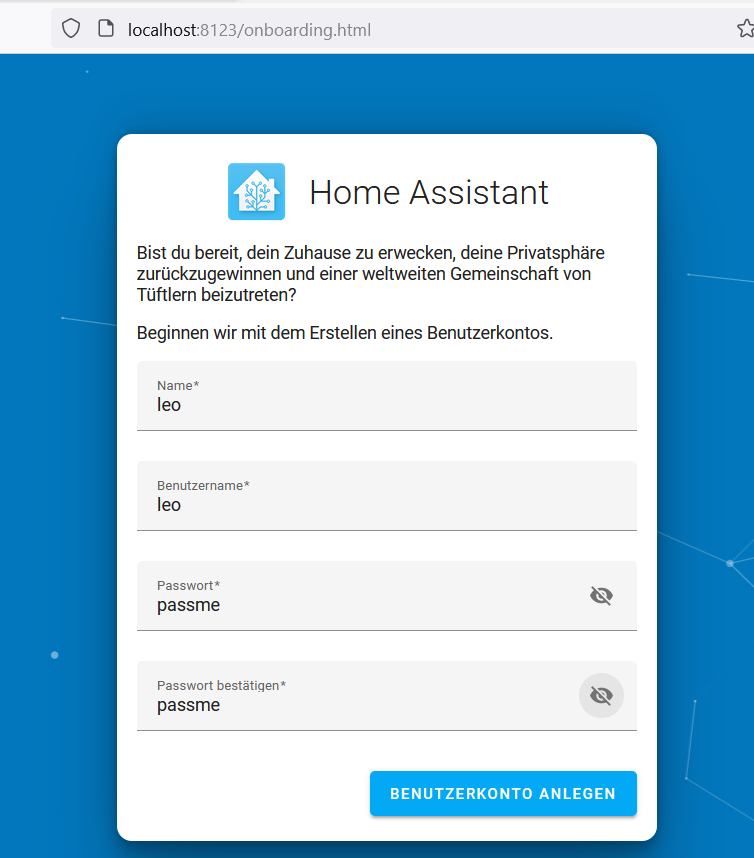 localhost:8123/onboarding.html
Home Assistant
Bist du bereit, dein Zuhause zu erwecken, deine Privatsphäre
zurückzugewinnen und einer weltweiten Gemeinschaft von
Tüftlern beizutreten?
Beginnen wir mit dem Erstellen eines Benutzerkontos.
Name*
leo
Benutzername*
leo
Passwort*
passme
Passwort bestätigen*
passme
BENUTZERKONTO ANLEGEN